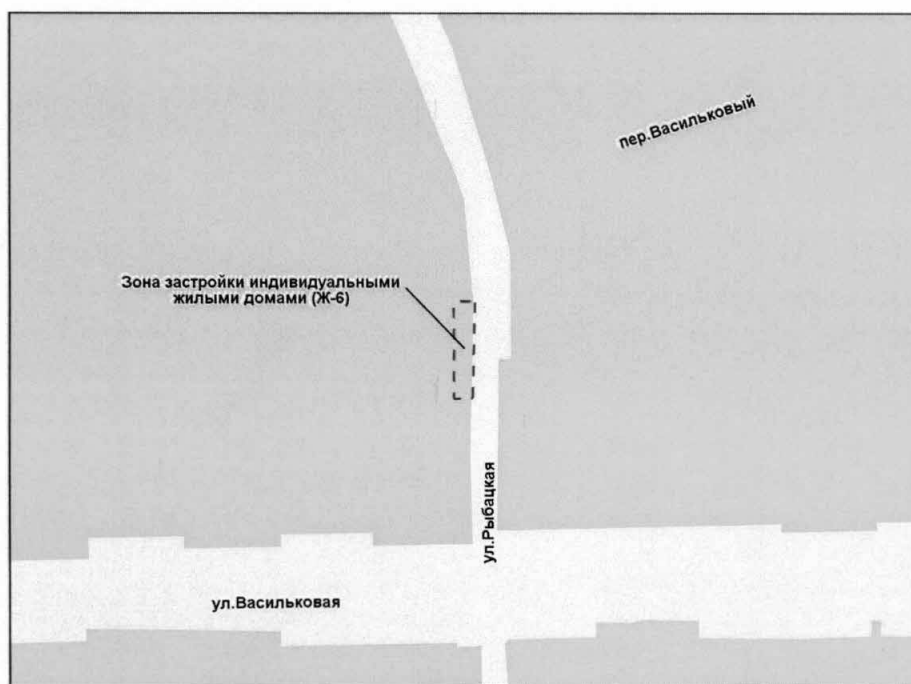 пер.Васильковый
Зона застройки индивидуальными
жилыми домами (Ж-6)
ул.Рыбацкая
ул.Васильковая